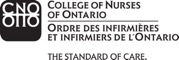 CNO
OIIO
COLLEGE OF NURSES
OF ONTARIO
ORDRE DES INFIRMIÈRES
ET INFIRMIERS DE L'ONTARIO
THE STANDARD OF CARE.